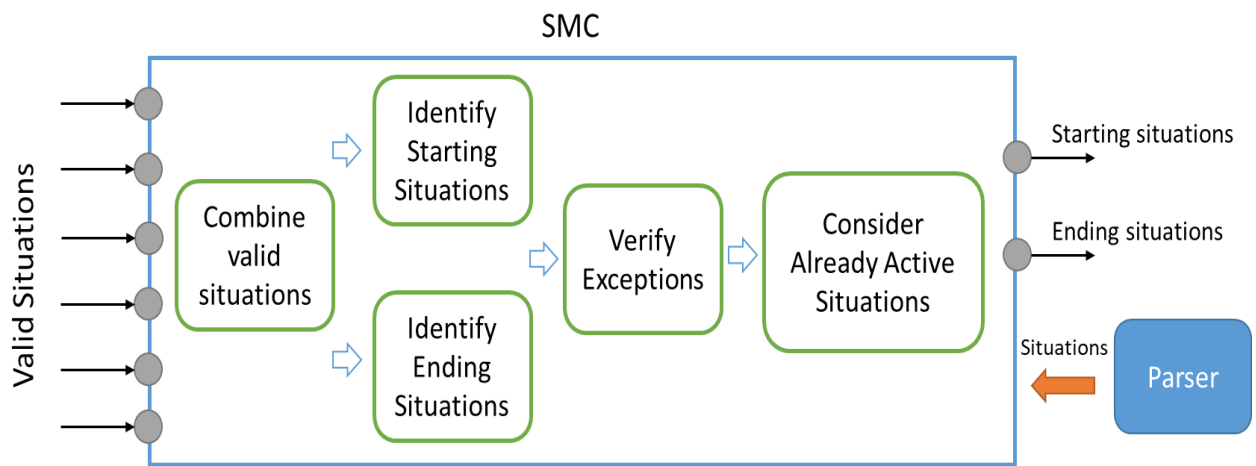 SMC
Valid Situations
Combine
valid
situations
Identify
Starting
Situations
Identify
Ending
Situations
Verify
Exceptions
Consider
Already Active
Situations
Starting situations
Ending situations
Situations
Parser